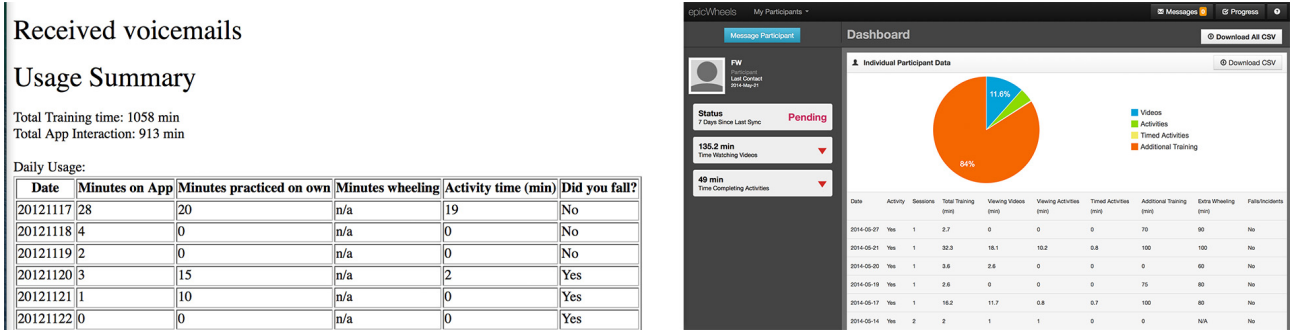 Received voicemails
Usage Summary
Total Training time: 1058 min
Total App Interaction: 913 min
Daily Usage:
Date Minutes on App Minutes practiced on own Minutes wheeling Activity time (min) Did you fall?
20121117 28 20 n/a 19 No
20121118 4 0 n/a 0 No
20121119 2 0 n/a 0 No
20121120 3 15 n/a 2 Yes
20121121 1 10 n/a 0 Yes
20121122 0 0 n/a 0 Yes
epicWheels My Participants Messages 0 Progress ?
Message Participant
Dashboard
Download All CSV
FW
Participant
Last Contact
2014-May-21
Status
7 Days Since Last Sync
Pending
135.2 min
Time Watching Videos
49 min
Time Completing Activities
Individual Participant Data
Download CSV
11.6%
84%
Videos
Activities
Timed Activities
Additional Training
Date Activity Sessions Total Training (min) Viewing Videos (min) Viewing Activities (min) Timed Activities (min) Additional Training (min) Extra Wheeling (min) Falls/Incidents
2014-05-27 Yes 1 2.7 0 0 0 70 90 No
2014-05-21 Yes 1 32.3 18.1 10.2 0.8 100 100 No
2014-05-20 Yes 1 3.6 2.6 0 0 0 60 No
2014-05-19 Yes 1 2.6 0 0 0 75 80 No
2014-05-17 Yes 1 16.2 11.7 0.8 0.7 100 60 No
2014-05-14 Yes 2 2 1 1 0 0 N/A No